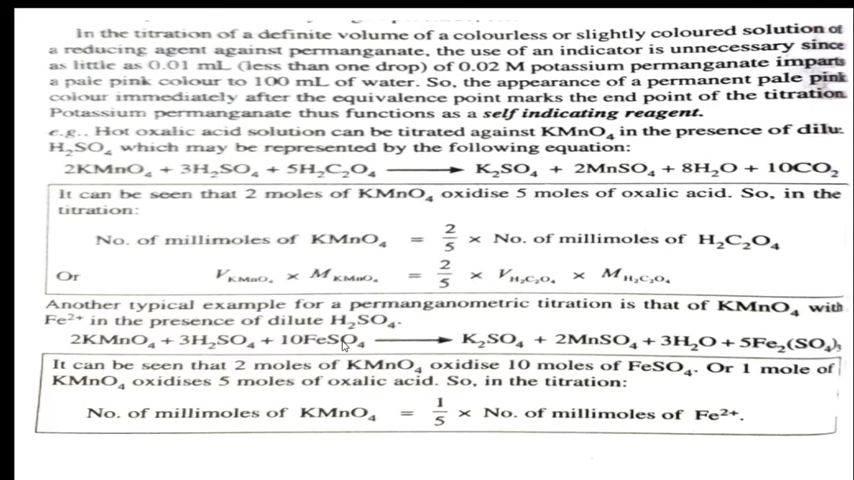 In the titration of a definite volume of a colourless or slightly coloured solution of
a reducing agent against permanganate, the use of an indicator is unnecessary since
as little as 0.01 mL (less than one drop) of 0.02 M potassium permanganate imparts
a pale pink colour to 100 mL of water. So, the appearance of a permanent pale pink
colour immediately after the equivalence point marks the end point of the titration.
Potassium permanganate thus functions as a self indicating reagent.
e.g.. Hot oxalic acid solution can be titrated against KMnO₄ in the presence of dilu
H₂SO₄ which may be represented by the following equation:
2KMnO₄ + 3H₂SO₄ + 5H₂C₂O₄ ⟶ K₂SO₄ + 2MnSO₄ + 8H₂O + 10CO₂
It can be seen that 2 moles of KMnO₄ oxidise 5 moles of oxalic acid. So, in the
titration:
No. of millimoles of KMnO₄ = 2/5 × No. of millimoles of H₂C₂O₄
Or V KMnO₄ × M KMnO₄ = 2/5 × V H₂C₂O₄ × M H₂C₂O₄
Another typical example for a permanganometric titration is that of KMnO₄ with
Fe²⁺ in the presence of dilute H₂SO₄.
2KMnO₄ + 3H₂SO₄ + 10FeSO₄ ⟶ K₂SO₄ + 2MnSO₄ + 3H₂O + 5Fe₂(SO₄)₃
It can be seen that 2 moles of KMnO₄ oxidise 10 moles of FeSO₄. Or 1 mole of
KMnO₄ oxidises 5 moles of oxalic acid. So, in the titration:
No. of millimoles of KMnO₄ = 1/5 × No. of millimoles of Fe²⁺.